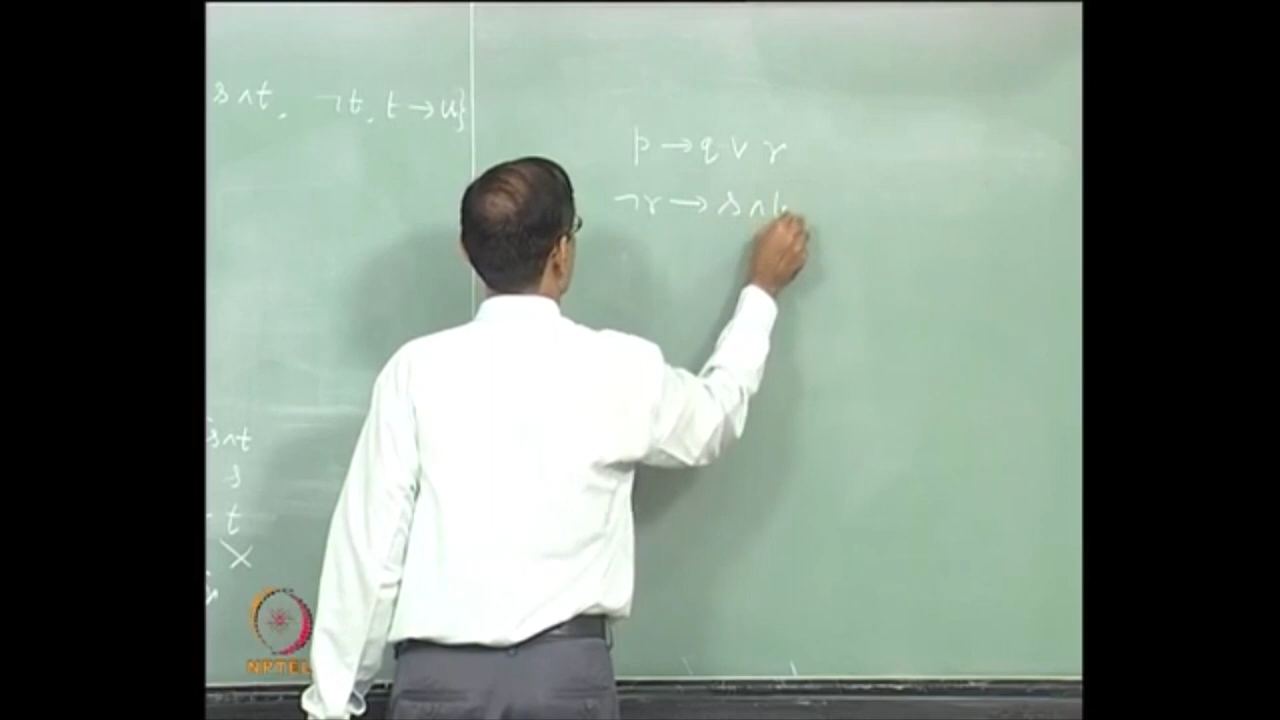 s∧t, ¬t, t → u}
p → q ∨ r
¬r → s ∧ t
s∧t
s
t
X
NPTEL